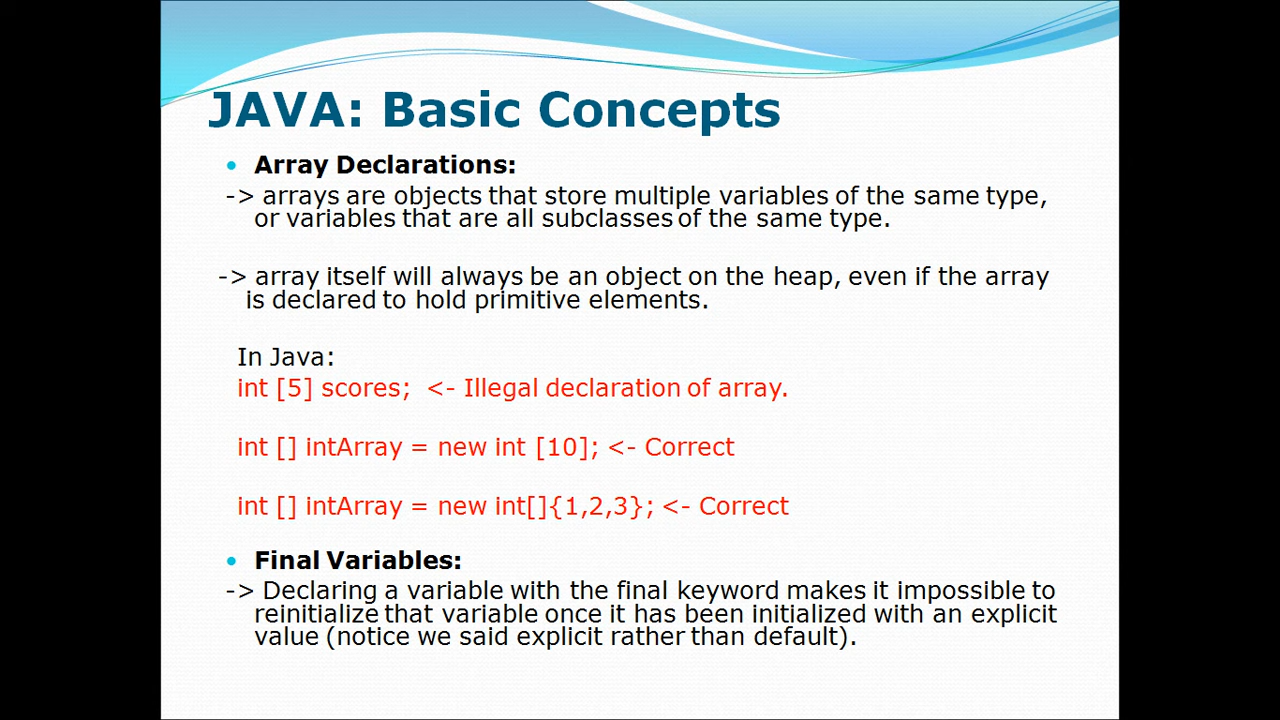 JAVA: Basic Concepts
• Array Declarations:
-> arrays are objects that store multiple variables of the same type,
or variables that are all subclasses of the same type.
-> array itself will always be an object on the heap, even if the array
is declared to hold primitive elements.
In Java:
int [5] scores;  <- Illegal declaration of array.
int [] intArray = new int [10]; <- Correct
int [] intArray = new int[]{1,2,3}; <- Correct
• Final Variables:
-> Declaring a variable with the final keyword makes it impossible to
reinitialize that variable once it has been initialized with an explicit
value (notice we said explicit rather than default).